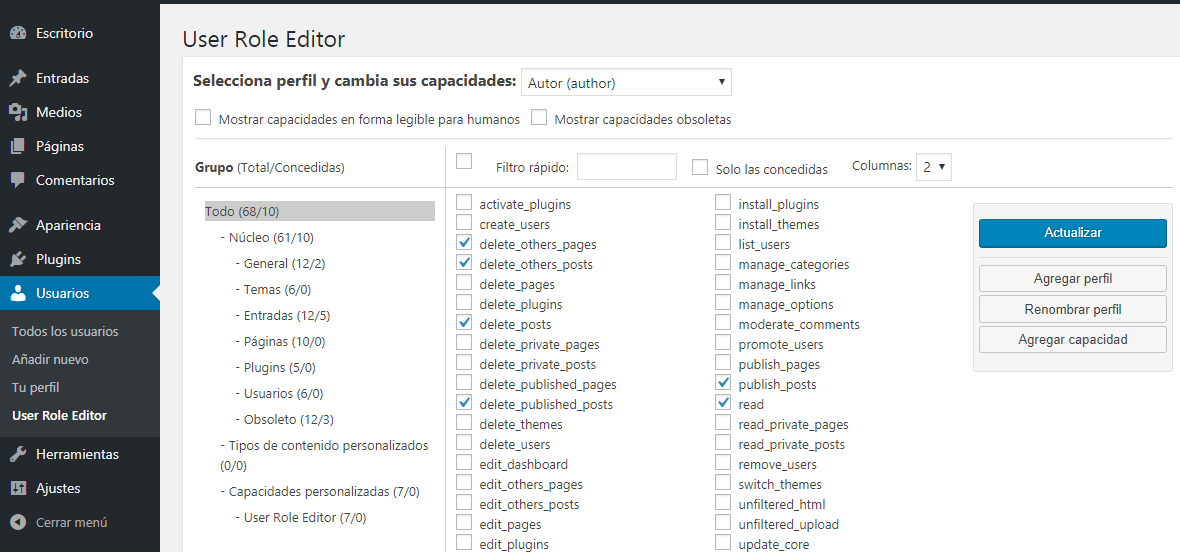 Escritorio
Entradas
Medios
Páginas
Comentarios
Apariencia
Plugins
Usuarios
Todos los usuarios
Añadir nuevo
Tu perfil
User Role Editor
Herramientas
Ajustes
Cerrar menú
User Role Editor
Selecciona perfil y cambia sus capacidades: Autor (author)
Mostrar capacidades en forma legible para humanos Mostrar capacidades obsoletas
Grupo (Total/Concedidas)
Filtro rápido: Solo las concedidas Columnas: 2
Todo (68/10)
- Núcleo (61/10)
- General (12/2)
- Temas (6/0)
- Entradas (12/5)
- Páginas (10/0)
- Plugins (5/0)
- Usuarios (6/0)
- Obsoleto (12/3)
- Tipos de contenido personalizados
(0/0)
- Capacidades personalizadas (7/0)
- User Role Editor (7/0)
activate_plugins
create_users
delete_others_pages
delete_others_posts
delete_pages
delete_plugins
delete_posts
delete_private_pages
delete_private_posts
delete_published_pages
delete_published_posts
delete_themes
delete_users
edit_dashboard
edit_others_pages
edit_others_posts
edit_pages
edit_plugins
install_plugins
install_themes
list_users
manage_categories
manage_links
manage_options
moderate_comments
promote_users
publish_pages
publish_posts
read
read_private_pages
read_private_posts
remove_users
switch_themes
unfiltered_html
unfiltered_upload
update_core
Actualizar
Agregar perfil
Renombrar perfil
Agregar capacidad